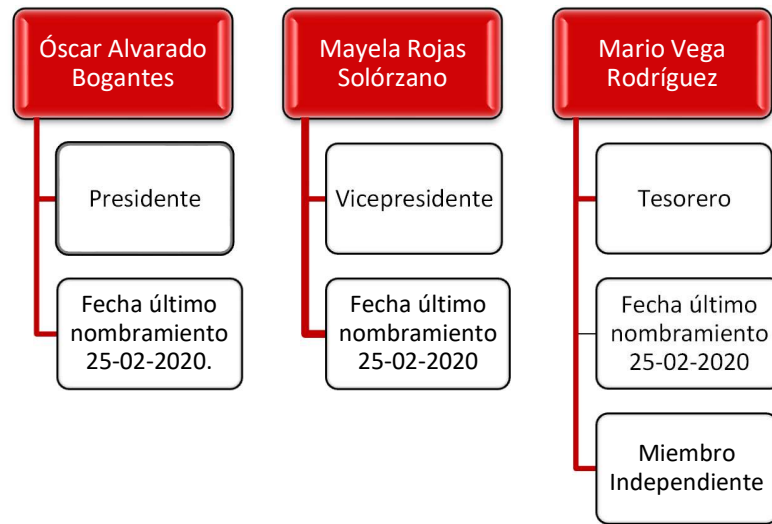 Óscar Alvarado
Bogantes
Presidente
Fecha último
nombramiento
25-02-2020.
Mayela Rojas
Solórzano
Vicepresidente
Fecha último
nombramiento
25-02-2020
Mario Vega
Rodríguez
Tesorero
Fecha último
nombramiento
25-02-2020
Miembro
Independiente